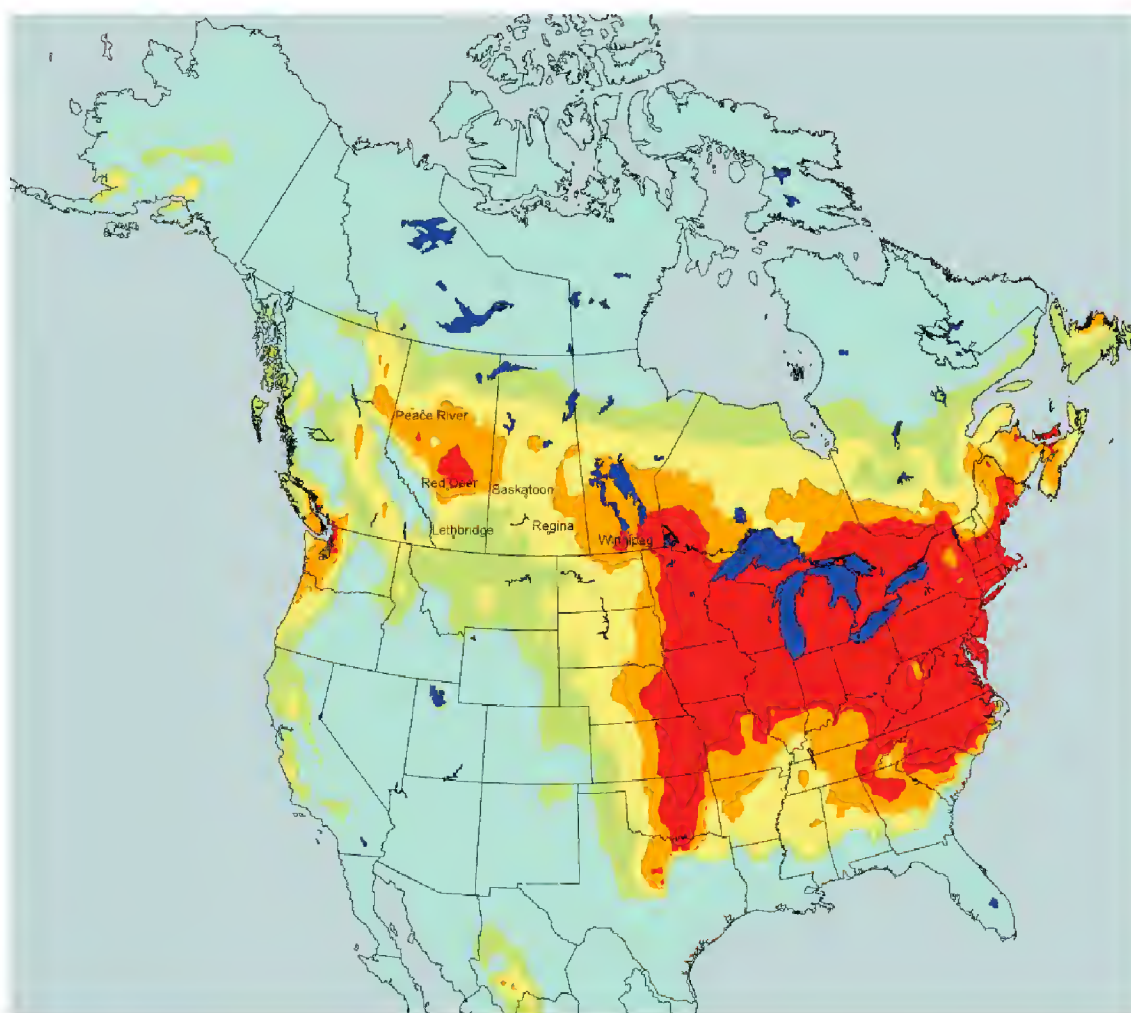 Peace River
Red Deer
Saskatoon
Lethbridge
Regina
Winnipeg